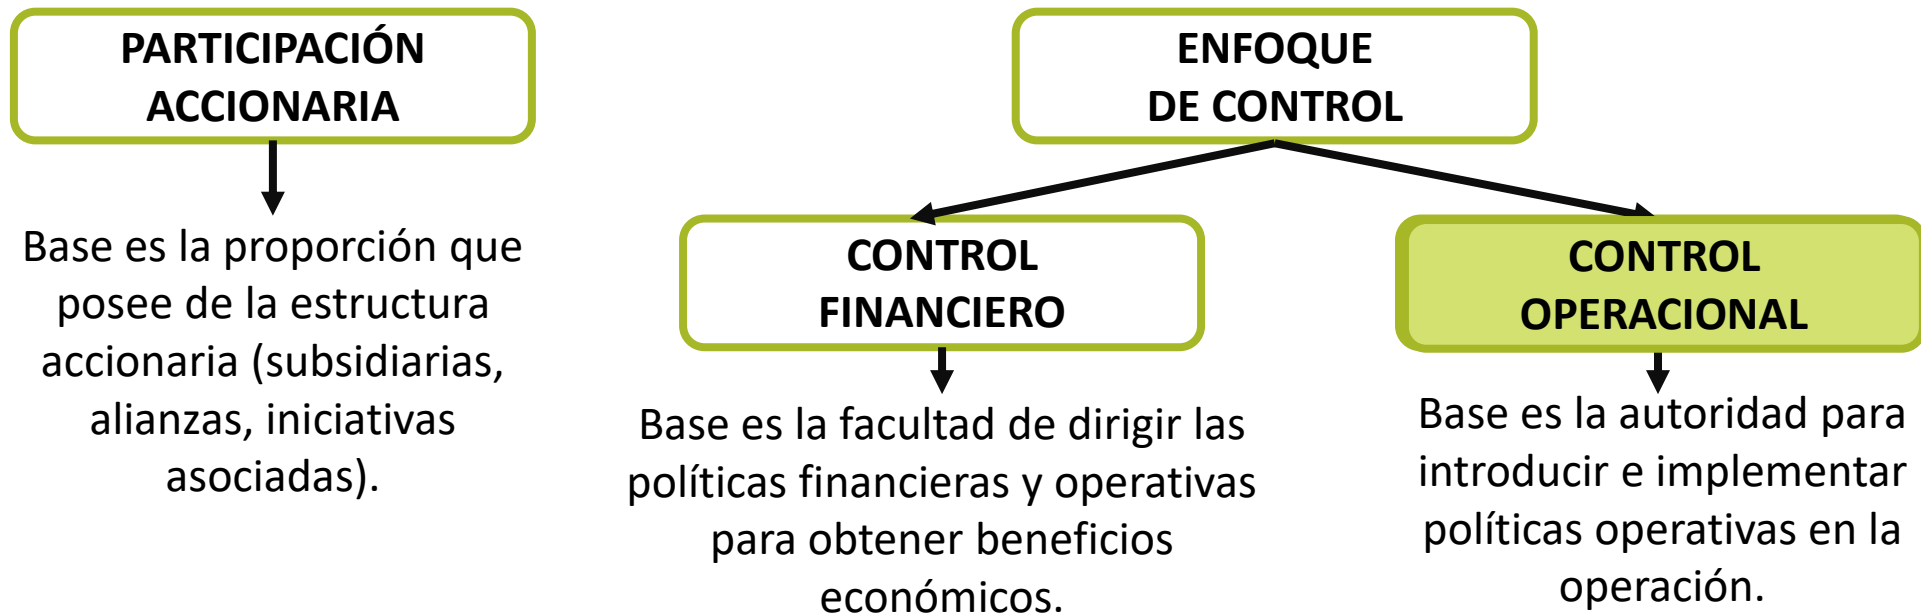 PARTICIPACIÓN
ACCIONARIA
Base es la proporción que
posee de la estructura
accionaria (subsidiarias,
alianzas, iniciativas
asociadas).
ENFOQUE
DE CONTROL
CONTROL
FINANCIERO
Base es la facultad de dirigir las
políticas financieras y operativas
para obtener beneficios
económicos.
CONTROL
OPERACIONAL
Base es la autoridad para
introducir e implementar
políticas operativas en la
operación.